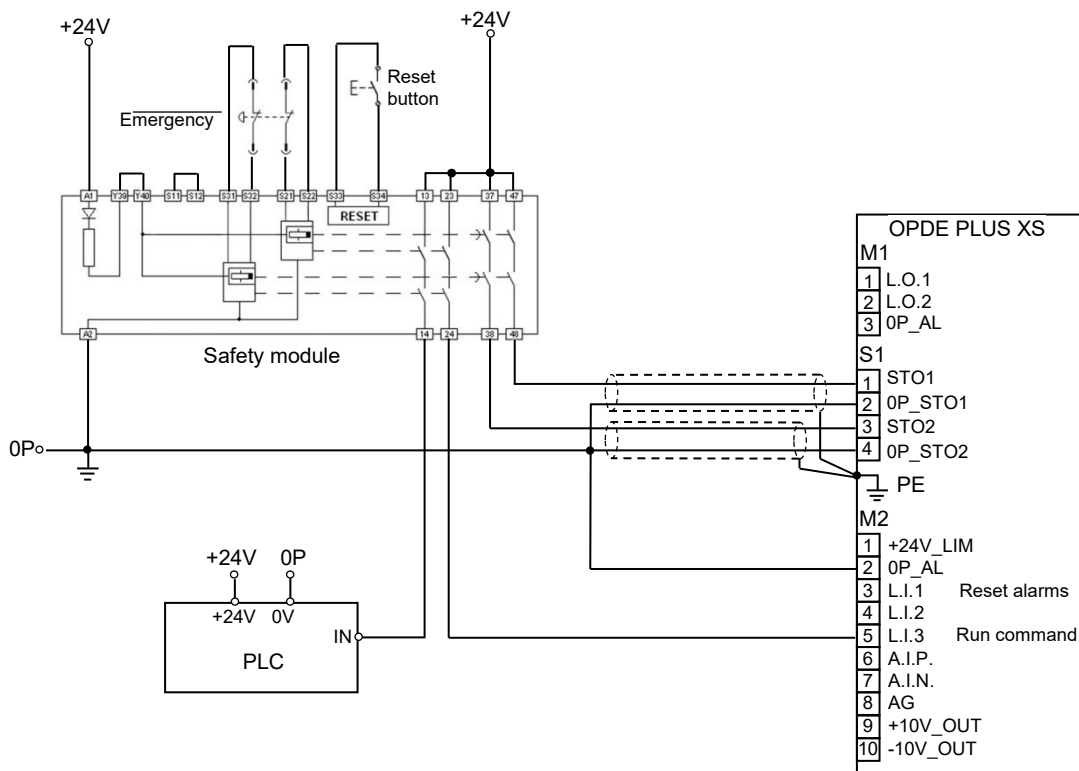 +24V
+24V
Reset
button
Emergency
A1 Y39 Y40 S11 S12 S31 S32 S21 S22 S33 S34 13 23 37 47
RESET
A2 14 24 38 48
Safety module
OPDE PLUS XS
M1
1 L.O.1
2 L.O.2
3 0P_AL
S1
1 STO1
2 0P_STO1
3 STO2
4 0P_STO2
0P
PE
M2
1 +24V_LIM
2 0P_AL
3 L.I.1 Reset alarms
4 L.I.2
5 L.I.3 Run command
6 A.I.P.
7 A.I.N.
8 AG
9 +10V_OUT
10 -10V_OUT
+24V 0P
+24V 0V
IN
PLC